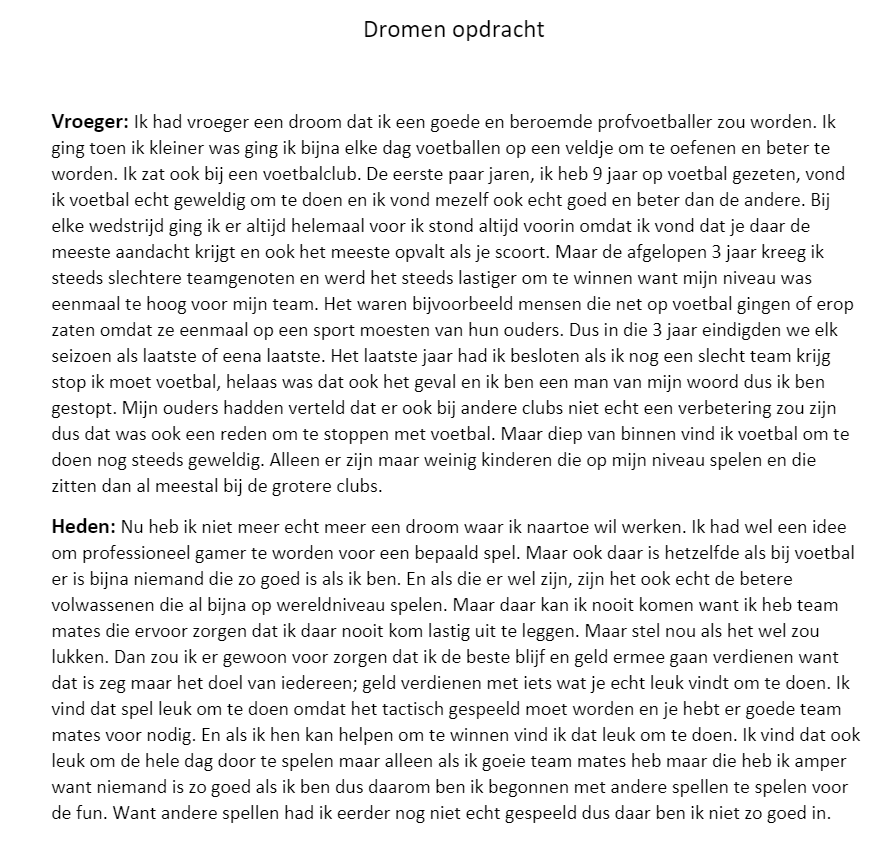 Dromen opdracht
Vroeger: Ik had vroeger een droom dat ik een goede en beroemde profvoetballer zou worden. Ik
ging toen ik kleiner was ging ik bijna elke dag voetballen op een veldje om te oefenen en beter te
worden. Ik zat ook bij een voetbalclub. De eerste paar jaren, ik heb 9 jaar op voetbal gezeten, vond
ik voetbal echt geweldig om te doen en ik vond mezelf ook echt goed en beter dan de andere. Bij
elke wedstrijd ging ik er altijd helemaal voor ik stond altijd voorin omdat ik vond dat je daar de
meeste aandacht krijgt en ook het meeste opvalt als je scoort. Maar de afgelopen 3 jaar kreeg ik
steeds slechtere teamgenoten en werd het steeds lastiger om te winnen want mijn niveau was
eenmaal te hoog voor mijn team. Het waren bijvoorbeeld mensen die net op voetbal gingen of erop
zaten omdat ze eenmaal op een sport moesten van hun ouders. Dus in die 3 jaar eindigden we elk
seizoen als laatste of eena laatste. Het laatste jaar had ik besloten als ik nog een slecht team krijg
stop ik moet voetbal, helaas was dat ook het geval en ik ben een man van mijn woord dus ik ben
gestopt. Mijn ouders hadden verteld dat er ook bij andere clubs niet echt een verbetering zou zijn
dus dat was ook een reden om te stoppen met voetbal. Maar diep van binnen vind ik voetbal om te
doen nog steeds geweldig. Alleen er zijn maar weinig kinderen die op mijn niveau spelen en die
zitten dan al meestal bij de grotere clubs.
Heden: Nu heb ik niet meer echt meer een droom waar ik naartoe wil werken. Ik had wel een idee
om professioneel gamer te worden voor een bepaald spel. Maar ook daar is hetzelfde als bij voetbal
er is bijna niemand die zo goed is als ik ben. En als die er wel zijn, zijn het ook echt de betere
volwassenen die al bijna op wereldniveau spelen. Maar daar kan ik nooit komen want ik heb team
mates die ervoor zorgen dat ik daar nooit kom lastig uit te leggen. Maar stel nou als het wel zou
lukken. Dan zou ik er gewoon voor zorgen dat ik de beste blijf en geld ermee gaan verdienen want
dat is zeg maar het doel van iedereen; geld verdienen met iets wat je echt leuk vindt om te doen. Ik
vind dat spel leuk om te doen omdat het tactisch gespeeld moet worden en je hebt er goede team
mates voor nodig. En als ik hen kan helpen om te winnen vind ik dat leuk om te doen. Ik vind dat ook
leuk om de hele dag door te spelen maar alleen als ik goeie team mates heb maar die heb ik amper
want niemand is zo goed als ik ben dus daarom ben ik begonnen met andere spellen te spelen voor
de fun. Want andere spellen had ik eerder nog niet echt gespeeld dus daar ben ik niet zo goed in.